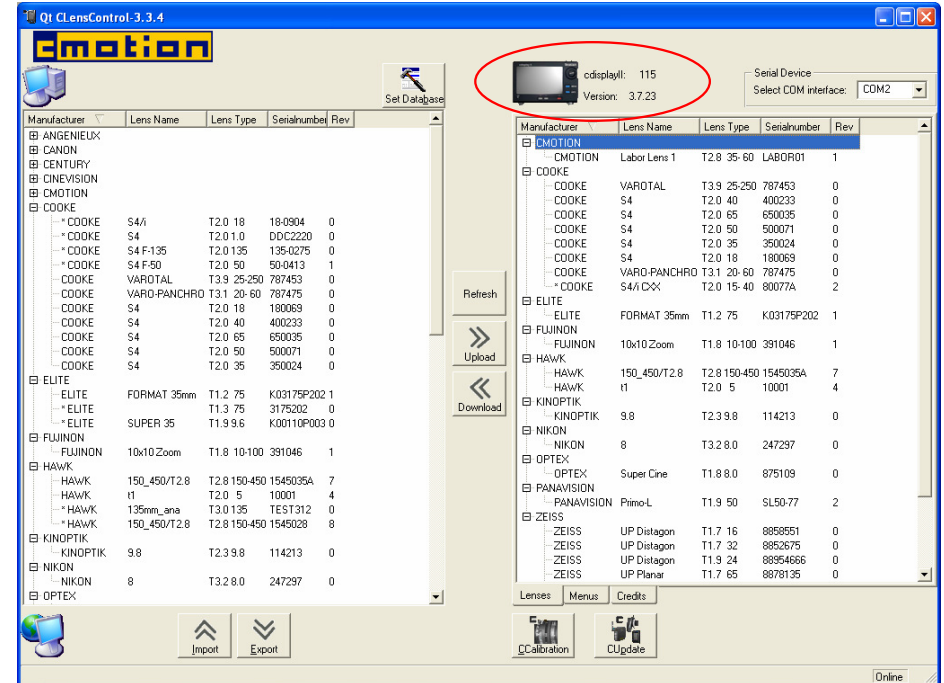 Qt CLensControl-3.3.4
cmotion
Set Database
cdisplayII: 115
Version: 3.7.23
Serial Device
Select COM interface: COM2
Manufacturer Lens Name Lens Type Serialnumber Rev
ANGENIEUX
CANON
CENTURY
CINEVISION
CMOTION
COOKE
* COOKE S4/i T2.0 18 18-0904 0
* COOKE S4 T2.0 1.0 DDC2220 0
* COOKE S4 F-135 T2.0 135 135-0275 0
* COOKE S4 F-50 T2.0 50 50-0413 1
COOKE VAROTAL T3.9 25-250 787453 0
COOKE VARO-PANCHRO T3.1 20- 60 787475 0
COOKE S4 T2.0 18 180069 0
COOKE S4 T2.0 40 400233 0
COOKE S4 T2.0 65 650035 0
COOKE S4 T2.0 50 500071 0
COOKE S4 T2.0 35 350024 0
ELITE
ELITE FORMAT 35mm T1.2 75 K03175P202 1
* ELITE T1.3 75 3175202 0
* ELITE SUPER 35 T1.9 9.6 K00110P003 0
FUJINON
FUJINON 10x10 Zoom T1.8 10-100 391046 1
HAWK
HAWK 150_450/T2.8 T2.8 150-450 1545035A 7
HAWK t1 T2.0 5 10001 4
* HAWK 135mm_ana T3.0 135 TEST312 0
* HAWK 150_450/T2.8 T2.8 150-450 1545028 8
KINOPTIK
KINOPTIK 9.8 T2.3 9.8 114213 0
NIKON
NIKON 8 T3.2 8.0 247297 0
OPTEX
Refresh
Upload
Download
Manufacturer Lens Name Lens Type Serialnumber Rev
CMOTION
CMOTION Labor Lens 1 T2.8 35- 60 LABOR01 1
COOKE
COOKE VAROTAL T3.9 25-250 787453 0
COOKE S4 T2.0 40 400233 0
COOKE S4 T2.0 65 650035 0
COOKE S4 T2.0 50 500071 0
COOKE S4 T2.0 35 350024 0
COOKE S4 T2.0 18 180069 0
COOKE VARO-PANCHRO T3.1 20- 60 787475 0
* COOKE S4/i CXX T2.0 15- 40 80077A 2
ELITE
ELITE FORMAT 35mm T1.2 75 K03175P202 1
FUJINON
FUJINON 10x10 Zoom T1.8 10-100 391046 1
HAWK
HAWK 150_450/T2.8 T2.8 150-450 1545035A 7
HAWK t1 T2.0 5 10001 4
KINOPTIK
KINOPTIK 9.8 T2.3 9.8 114213 0
NIKON
NIKON 8 T3.2 8.0 247297 0
OPTEX
OPTEX Super Cine T1.8 8.0 875109 0
PANAVISION
PANAVISION Primo-L T1.9 50 SL50-77 2
ZEISS
ZEISS UP Distagon T1.7 16 8858551 0
ZEISS UP Distagon T1.7 32 8852675 0
ZEISS UP Distagon T1.9 24 88954666 0
ZEISS UP Planar T1.7 65 8878135 0
Lenses Menus Credits
Import Export
CCalibration CUpdate
Online